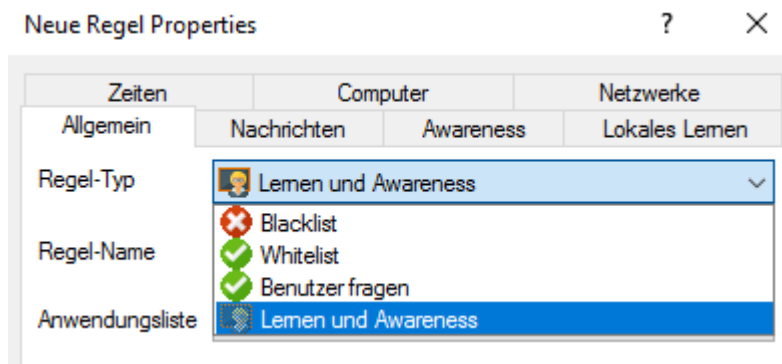 Neue Regel Properties ? ×
Zeiten Computer Netzwerke
Allgemein Nachrichten Awareness Lokales Lernen
Regel-Typ Lernen und Awareness
Blacklist
Regel-Name Whitelist
Benutzer fragen
Anwendungsliste Lernen und Awareness